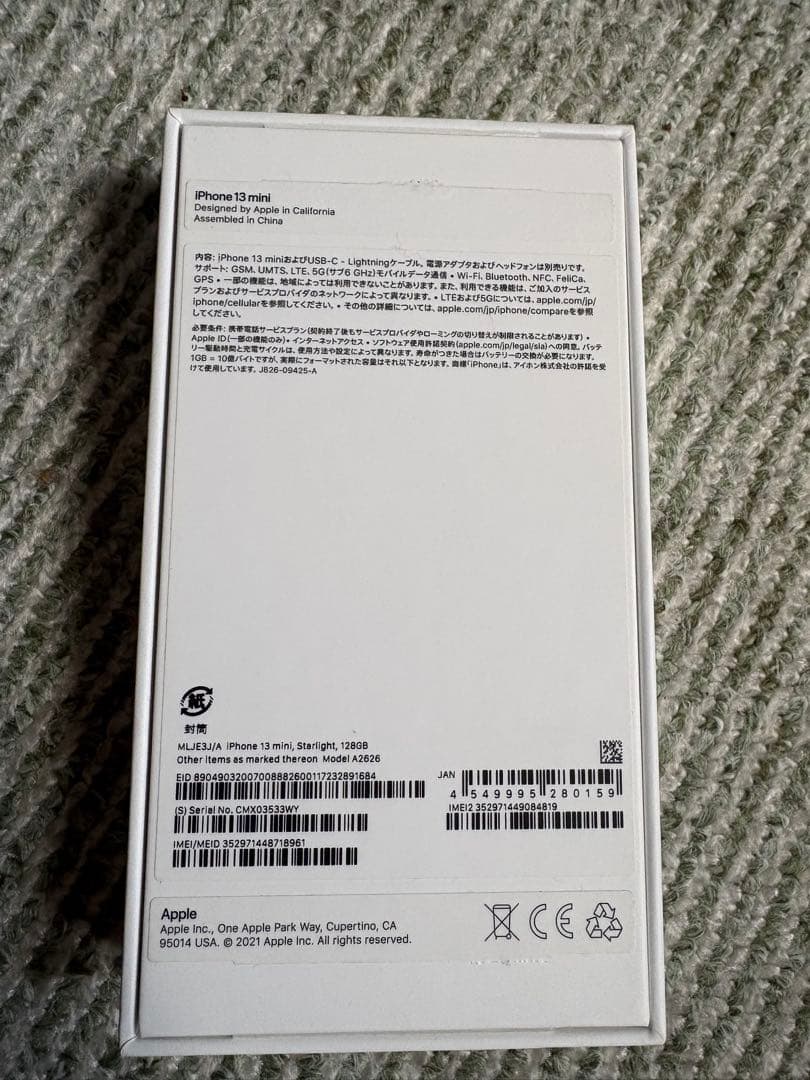 iPhone 13 mini
Designed by Apple in California
Assembled in China
内容: iPhone 13 miniおよびUSB-C - Lightningケーブル。電源アダプタおよびヘッドフォンは別売りです。
サポート: GSM、UMTS、LTE、5G(サブ6 GHz)モバイルデータ通信 • Wi-Fi、Bluetooth、NFC、FeliCa、
GPS • 一部の機能は、地域によっては利用できないことがあります。また、利用できる機能は、ご加入のサービス
プランおよびサービスプロバイダのネットワークによって異なります。• LTEおよび5Gについては、apple.com/jp/
iphone/cellularを参照してください。• その他の詳細については、apple.com/jp/iphone/compareを参照
してください。
必要条件: 携帯電話サービスプラン(契約終了後もサービスプロバイダやローミングの切り替えが制限されることがあります) •
Apple ID(一部の機能のみ) • インターネットアクセス • ソフトウェア使用許諾契約(apple.com/jp/legal/sla)への同意。バッテ
リー駆動時間と充電サイクルは、使用方法や設定によって異なります。寿命がつきた場合はバッテリーの交換が必要になります。
1GB = 10億バイトですが、実際にフォーマットされた容量はそれ以下となります。商標「iPhone」は、アイホン株式会社の許諾を受
けて使用しています。J826-09425-A
紙
封筒
MLJE3J/A iPhone 13 mini, Starlight, 128GB
Other items as marked thereon Model A2626
EID 89049032007008882600117232891684
JAN
4 549995 280159
(S) Serial No. CMX03533WY
IMEI2 352971449084819
IMEI/MEID 352971448718961
Apple
Apple Inc., One Apple Park Way, Cupertino, CA
95014 USA. © 2021 Apple Inc. All rights reserved.
CE